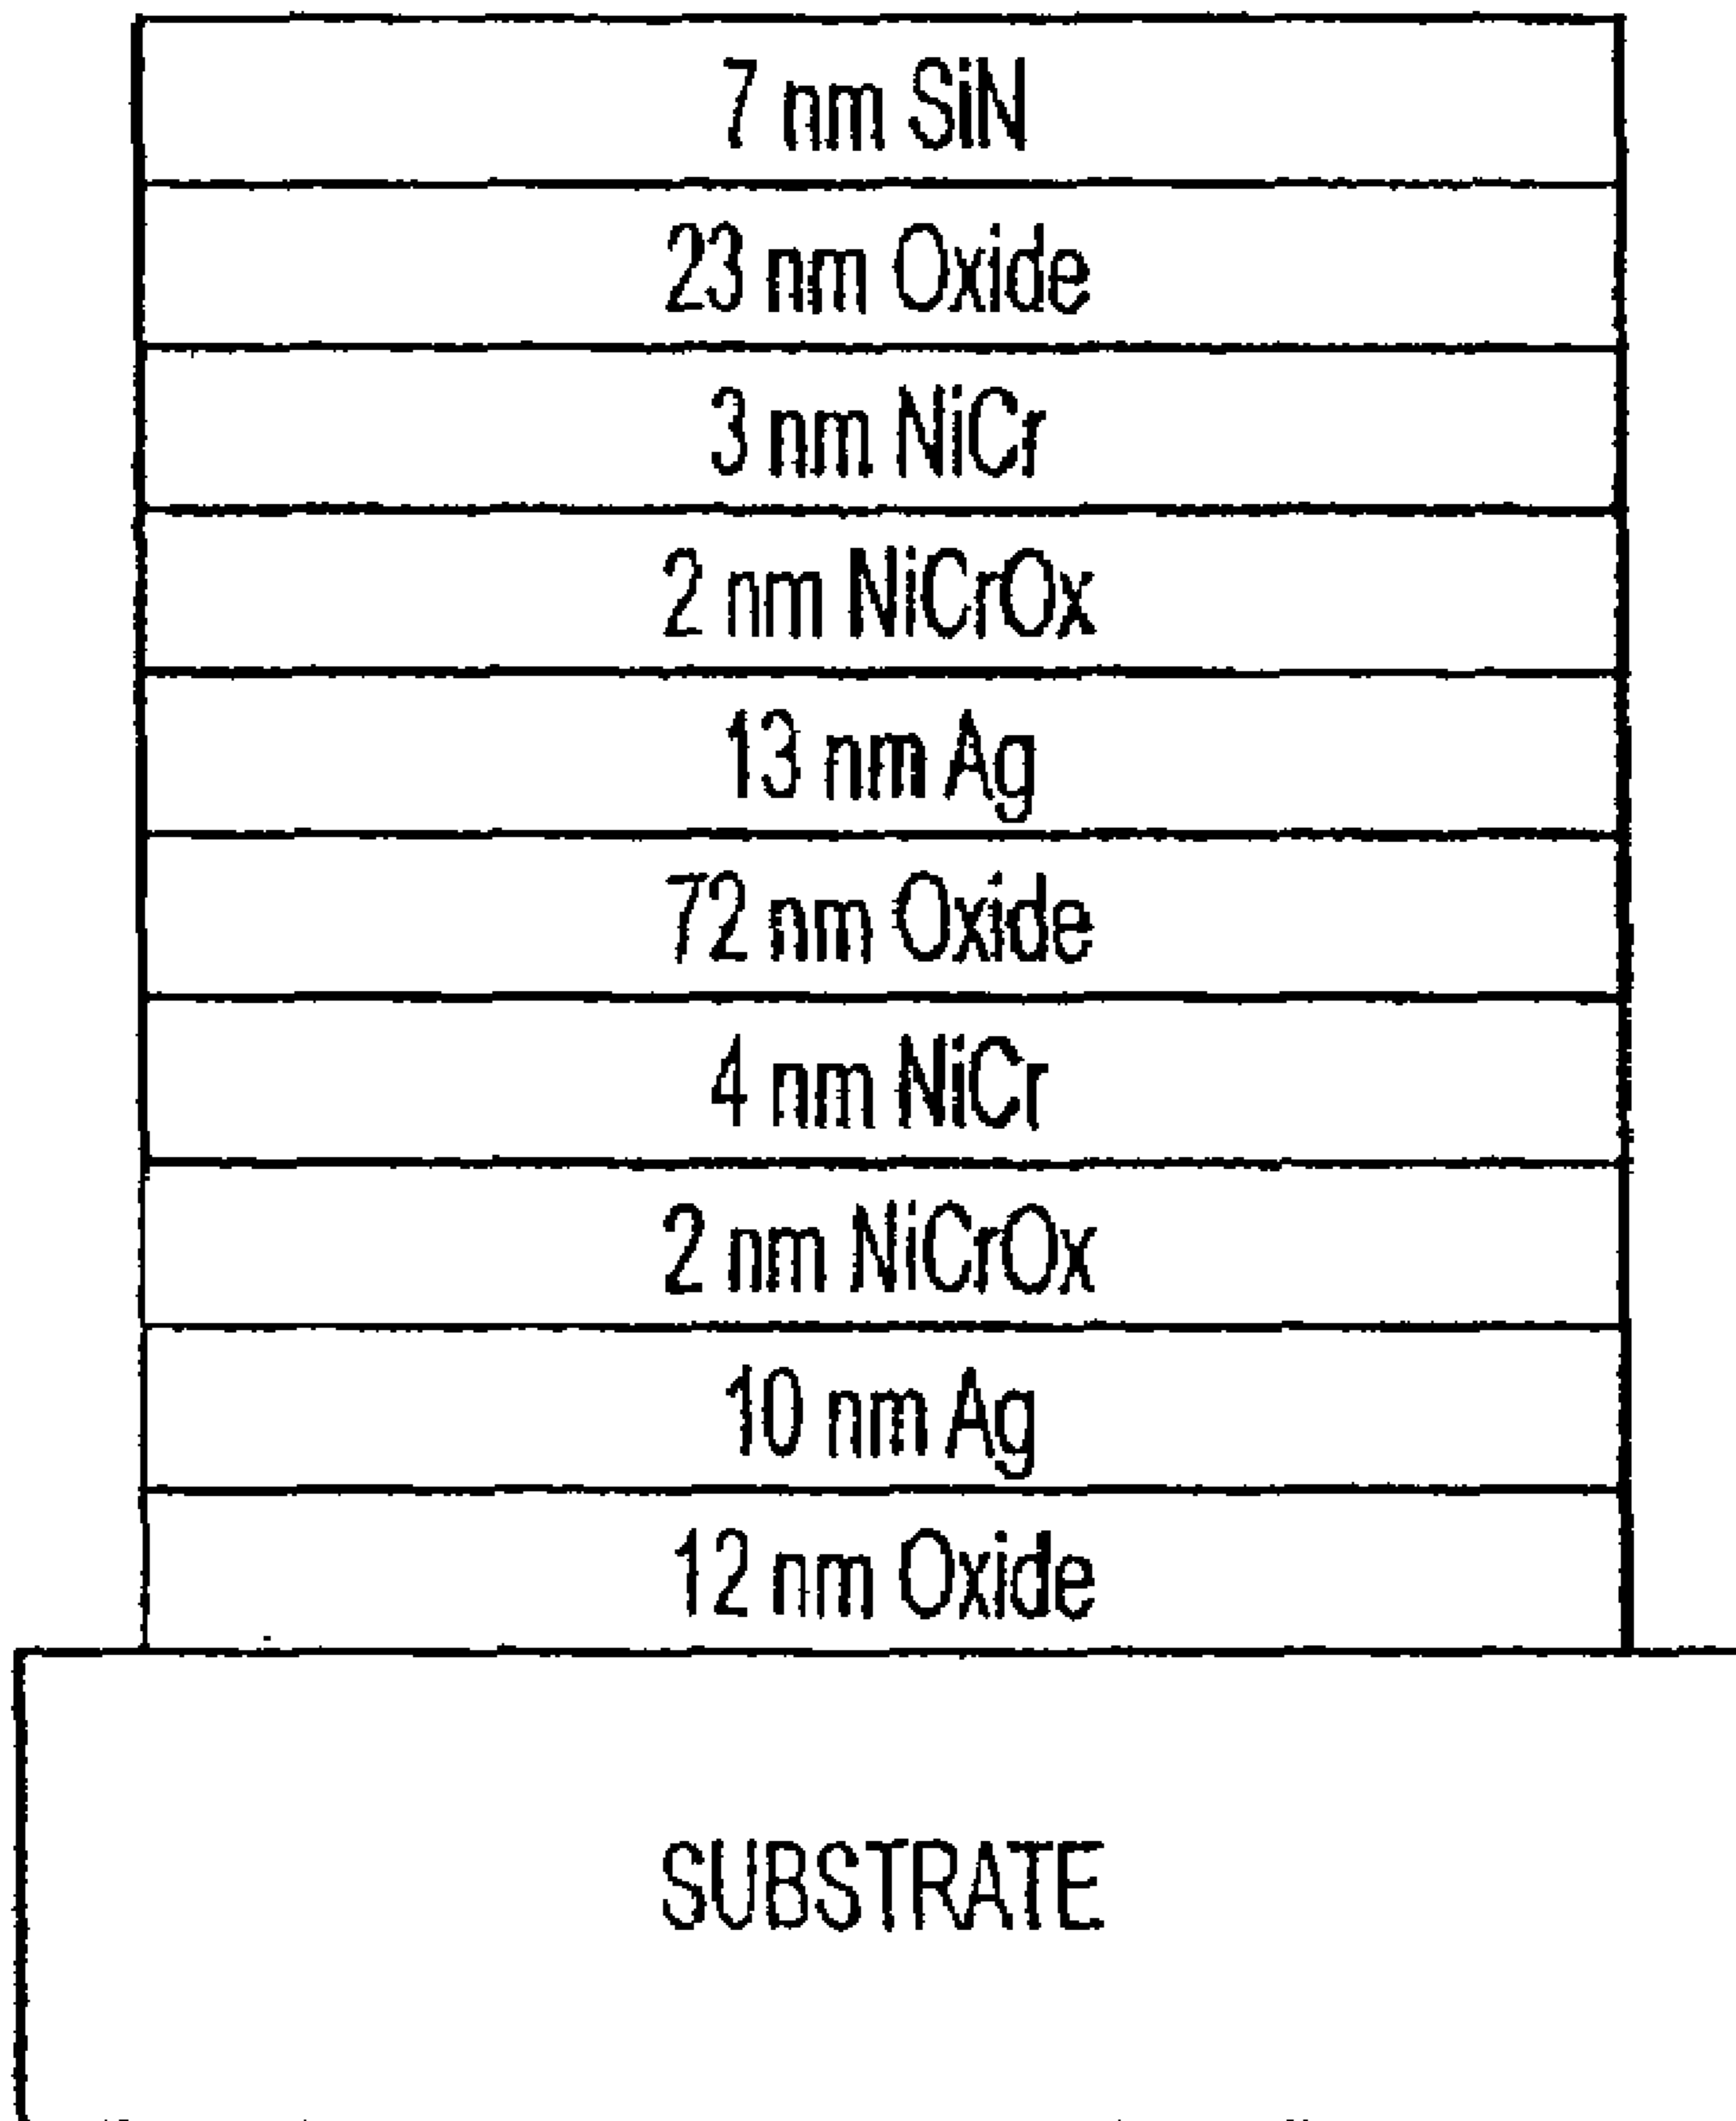 7 nm SiN
23 nm Oxide
3 nm NiCr
2 nm NiCrOx
13 nm Ag
72 nm Oxide
4 nm NiCr
2 nm NiCrOx
10 nm Ag
12 nm Oxide
SUBSTRATE